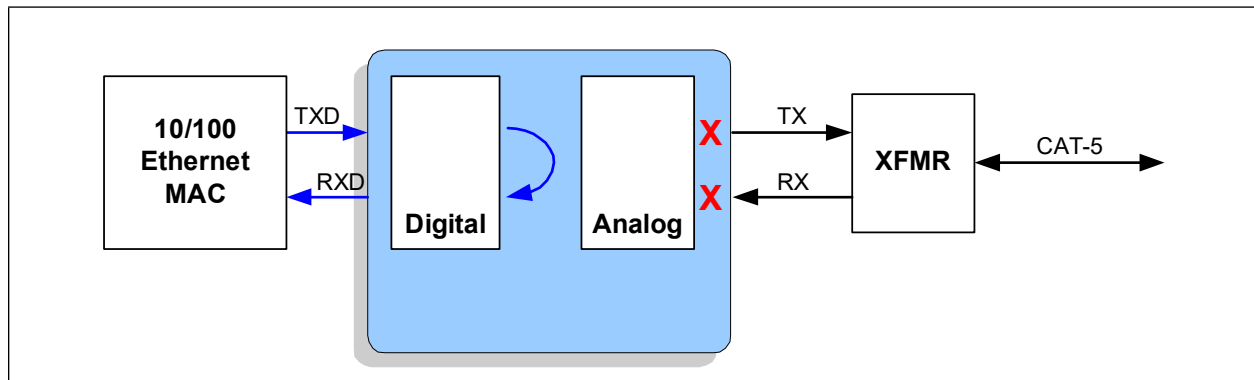 10/100
Ethernet
MAC
TXD
RXD
Digital
Analog
X
X
TX
RX
XFMR
CAT-5